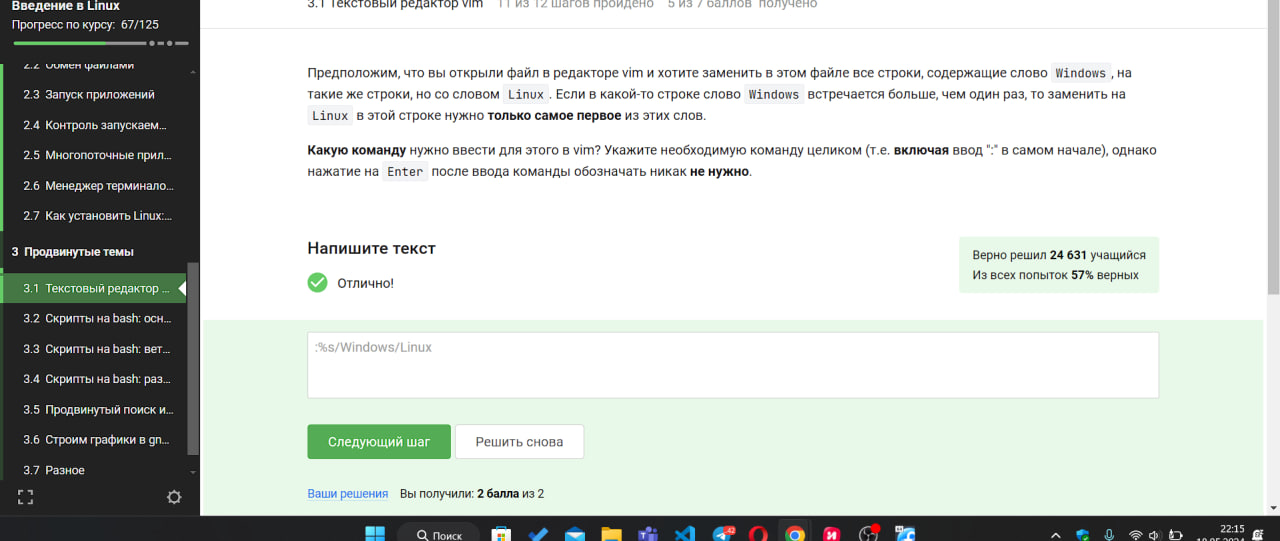 Введение в Linux
Прогресс по курсу: 67/125
2.2 Обмен файлами
2.3 Запуск приложений
2.4 Контроль запускаем...
2.5 Многопоточные прил...
2.6 Менеджер терминало...
2.7 Как установить Linux:...
3 Продвинутые темы
3.1 Текстовый редактор ...
3.2 Скрипты на bash: осн...
3.3 Скрипты на bash: вет...
3.4 Скрипты на bash: раз...
3.5 Продвинутый поиск и...
3.6 Строим графики в gn...
3.7 Разное
3.1 Текстовый редактор vim 11 из 12 шагов пройдено 5 из 7 баллов получено
Предположим, что вы открыли файл в редакторе vim и хотите заменить в этом файле все строки, содержащие слово Windows, на
такие же строки, но со словом Linux. Если в какой-то строке слово Windows встречается больше, чем один раз, то заменить на
Linux в этой строке нужно только самое первое из этих слов.
Какую команду нужно ввести для этого в vim? Укажите необходимую команду целиком (т.е. включая ввод ":" в самом начале), однако
нажатие на Enter после ввода команды обозначать никак не нужно.
Напишите текст
Отлично!
Верно решил 24 631 учащийся
Из всех попыток 57% верных
:%s/Windows/Linux
Следующий шаг
Решить снова
Ваши решения Вы получили: 2 балла из 2
Поиск
42
22:15